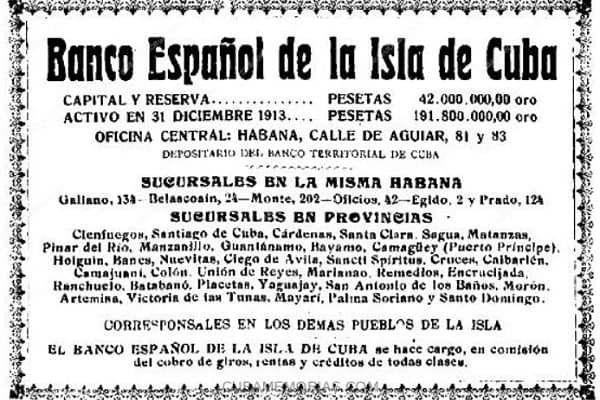 Banco Español de la Isla de Cuba
CAPITAL Y RESERVA............... PESETAS 42.000.000,00 oro
ACTIVO EN 31 DICIEMBRE 1913.... PESETAS 191.800.000,00 oro
OFICINA CENTRAL: HABANA, CALLE DE AGUIAR, 81 y 83
DEPOSITARIO DEL BANCO TERRITORIAL DE CUBA
SUCURSALES EN LA MISMA HABANA
Galiano, 134- Belascoaín, 24—Monte, 202—Oficios, 42—Egido, 2 y Prado, 124
SUCURSALES EN PROVINCIAS
Cienfuegos, Santiago de Cuba, Cárdenas, Santa Clara, Sagua, Matanzas,
Pinar del Río, Manzanillo, Guantánamo, Bayamo, Camagüey (Puerto Príncipe),
Holguin, Banes, Nuevitas, Ciego de Avila, Sancti Spíritus, Cruces, Caibarién,
Camajuani, Colón, Unión de Reyes, Marianao, Remedios, Encrucijada,
Ranchuelo, Batabanó, Placetas, Yaguajay, San Antonio de los Baños, Morón,
Artemisa, Victoria de las Tunas, Mayarí, Palma Soriano y Santo Domingo.
CORRESPONSALES EN LOS DEMAS PUEBLOS DE LA ISLA
EL BANCO ESPAÑOL DE LA ISLA DE CUBA se hace cargo, en comisión
del cobro de giros, rentas y créditos de todas clases.
CUBAMEMORIAS.COM